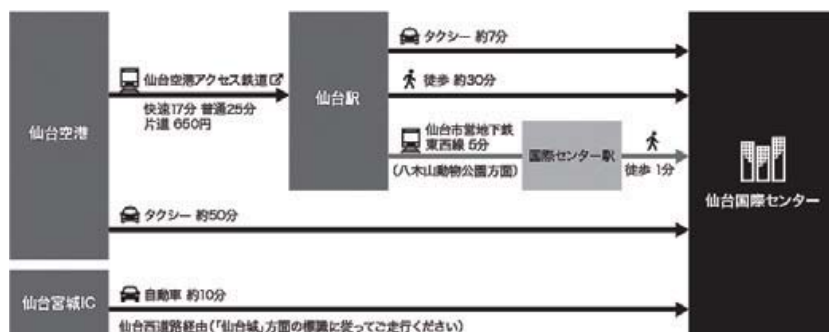 仙台空港
仙台空港アクセス鉄道
快速17分 普通25分
片道 650円
仙台駅
タクシー 約7分
徒歩 約30分
仙台市営地下鉄
東西線 5分
(八木山動物公園方面)
国際センター駅
徒歩 1分
仙台国際センター
タクシー 約50分
仙台宮城IC
自動車 約10分
仙台西道路経由(「仙台城」方面の標識に従ってご走行ください)